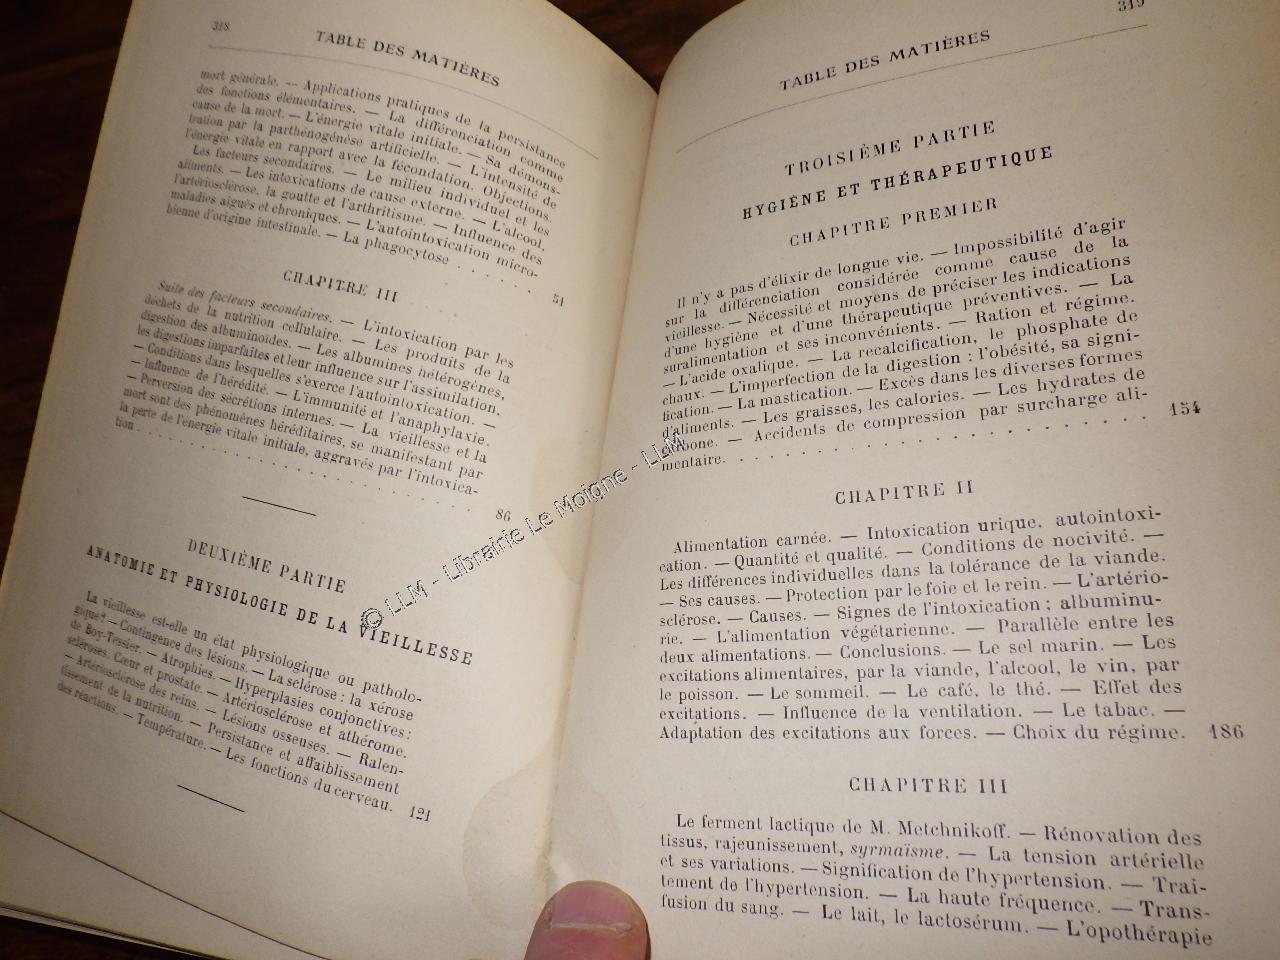 318
TABLE DES MATIÈRES
mort générale. — Applications pratiques de la persistance
des fonctions élémentaires. — La différenciation comme
cause de la mort. — L'énergie vitale initiale. — Sa démons-
tration par la parthénogénèse artificielle. — L'intensité de
l'énergie vitale en rapport avec la fécondation. Objections.
Les facteurs secondaires. — Le milieu individuel et les
aliments. — Les intoxications de cause externe. — L'alcool,
l'artériosclérose, la goutte et l'arthritisme. — Influence des
maladies aiguës et chroniques. — L'autointoxication micro-
bienne d'origine intestinale. — La phagocytose . . . . . . 51
CHAPITRE III
Suite des facteurs secondaires. — L'intoxication par les
déchets de la nutrition cellulaire. — Les produits de la
digestion des albuminoïdes. — Les albumines hétérogènes,
les digestions imparfaites et leur influence sur l'assimilation.
— Conditions dans lesquelles s'exerce l'autointoxication. —
— Influence de l'hérédité. — L'immunité et l'anaphylaxie.
— Perversion des sécrétions internes. — La vieillesse et la
mort sont des phénomènes héréditaires, se manifestant par
la perte de l'énergie vitale initiale, aggravés par l'intoxica-
tion . . . . . . . . . . . . . . . . . . 86
DEUXIÈME PARTIE
ANATOMIE ET PHYSIOLOGIE DE LA VIEILLESSE
La vieillesse est-elle un état physiologique ou patholo-
gique? — Contingence des lésions. — La sclérose : la xérose
de Boy-Tessier. — Atrophies. — Hyperplasies conjonctives :
scléroses. Cœur et prostate. — Artériosclérose et athérome.
— Artériosclérose des reins. — Lésions osseuses. — Ralen-
tissement de la nutrition. — Persistance et affaiblissement
des réactions. — Température. — Les fonctions du cerveau. 121
319
TABLE DES MATIÈRES
TROISIÈME PARTIE
HYGIÈNE ET THÉRAPEUTIQUE
CHAPITRE PREMIER
Il n'y a pas d'élixir de longue vie. — Impossibilité d'agir
sur la différenciation considérée comme cause de la
vieillesse. — Nécessité et moyens de préciser les indications
d'une hygiène et d'une thérapeutique préventives. — La
suralimentation et ses inconvénients. — Ration et régime.
— L'acide oxalique. — La recalcification, le phosphate de
chaux. — L'imperfection de la digestion : l'obésité, sa signi-
fication. — La mastication. — Excès dans les diverses formes
d'aliments. — Les graisses, les calories. — Les hydrates de
carbone. — Accidents de compression par surcharge ali-
mentaire. . . . . . . . . . . . . . . . . . . 154
CHAPITRE II
Alimentation carnée. — Intoxication urique, autointoxi-
cation. — Quantité et qualité. — Conditions de nocivité. —
Les différences individuelles dans la tolérance de la viande.
— Ses causes. — Protection par le foie et le rein. — L'artério-
sclérose. — Causes. — Signes de l'intoxication : albuminu-
rie. — L'alimentation végétarienne. — Parallèle entre les
deux alimentations. — Conclusions. — Le sel marin. — Les
excitations alimentaires, par la viande, l'alcool, le vin, par
le poisson. — Le sommeil. — Le café, le thé. — Effet des
excitations. — Influence de la ventilation. — Le tabac. —
Adaptation des excitations aux forces. — Choix du régime. 186
CHAPITRE III
Le ferment lactique de M. Metchnikoff. — Rénovation des
tissus, rajeunissement, syrmaïsme. — La tension artérielle
et ses variations. — Signification de l'hypertension. — Trai-
tement de l'hypertension. — La haute fréquence. — Trans-
fusion du sang. — Le lait, le lactosérum. — L'opothérapie
© LLM - Librairie Le Moigne - LLM